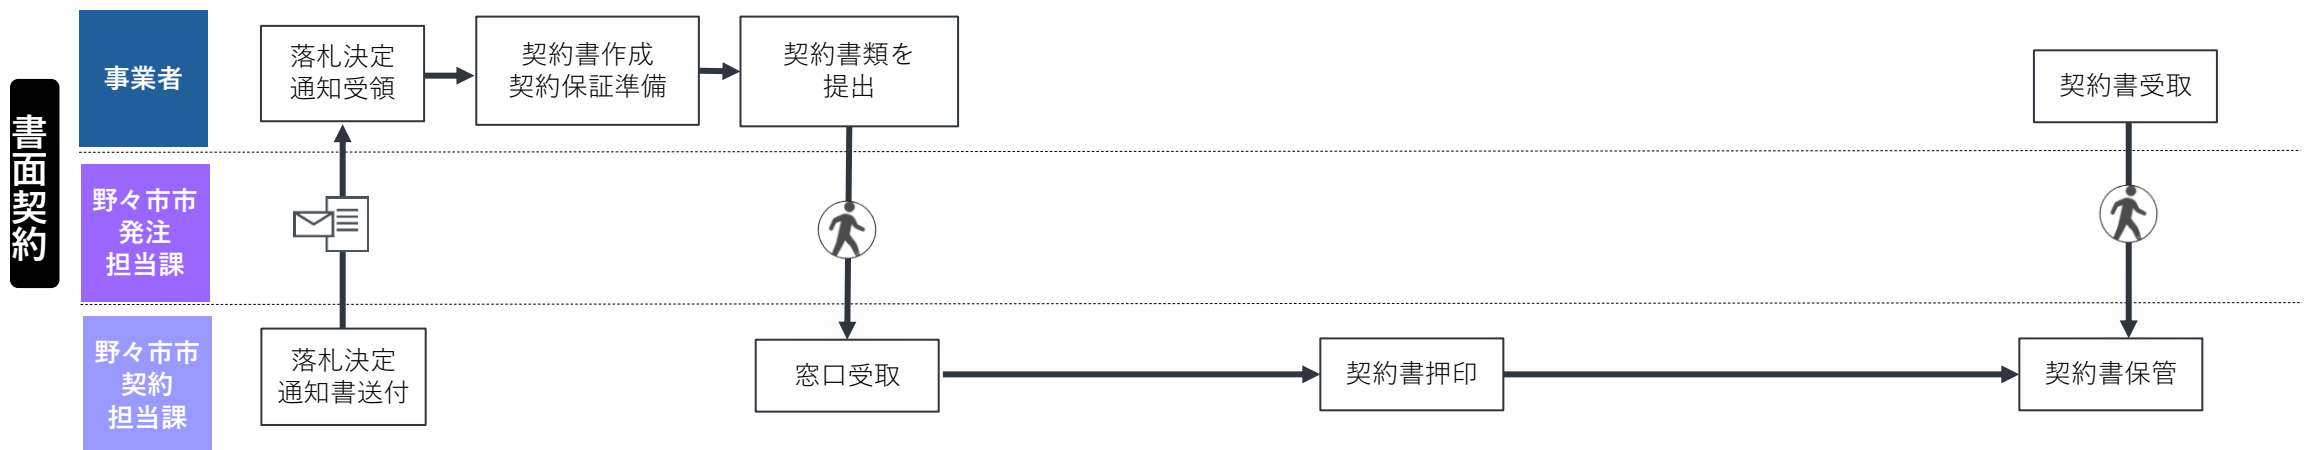 書面契約
事業者
落札決定
通知受領
契約書作成
契約保証準備
契約書類を
提出
契約書受取
野々市市
発注
担当課
野々市市
契約
担当課
落札決定
通知書送付
窓口受取
契約書押印
契約書保管